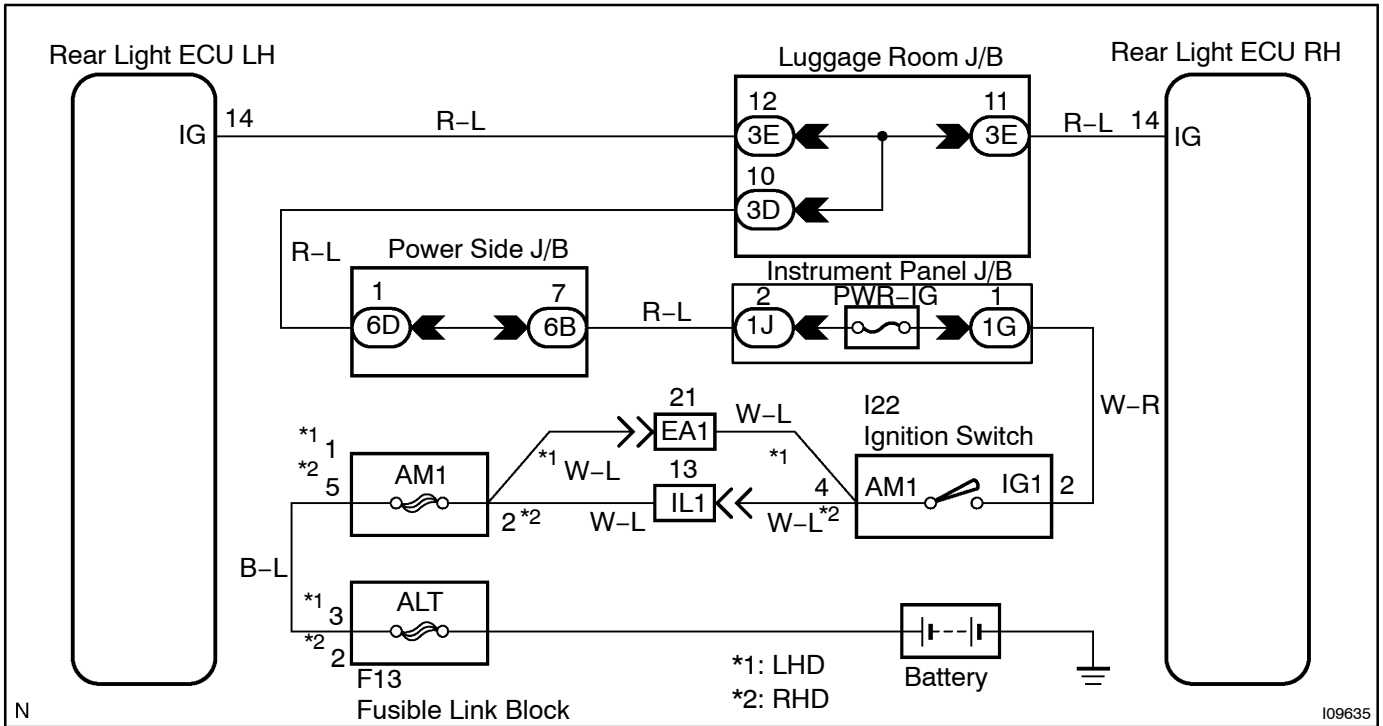 Rear Light ECU LH
Luggage Room J/B
Rear Light ECU RH
IG
14
R–L
12
3E
11
3E
R–L
14
IG
10
3D
R–L
Power Side J/B
1
6D
7
6B
R–L
Instrument Panel J/B
2
1J
PWR–IG
1
1G
W–R
*1 1
*2 5
AM1
2 *2
*1 W–L
21
EA1
W–L
*1
13
IL1
W–L
W–L*2
4
I22
Ignition Switch
AM1
IG1
2
B–L
*1 3
*2 2
ALT
F13
Fusible Link Block
*1: LHD
*2: RHD
Battery
N
I09635